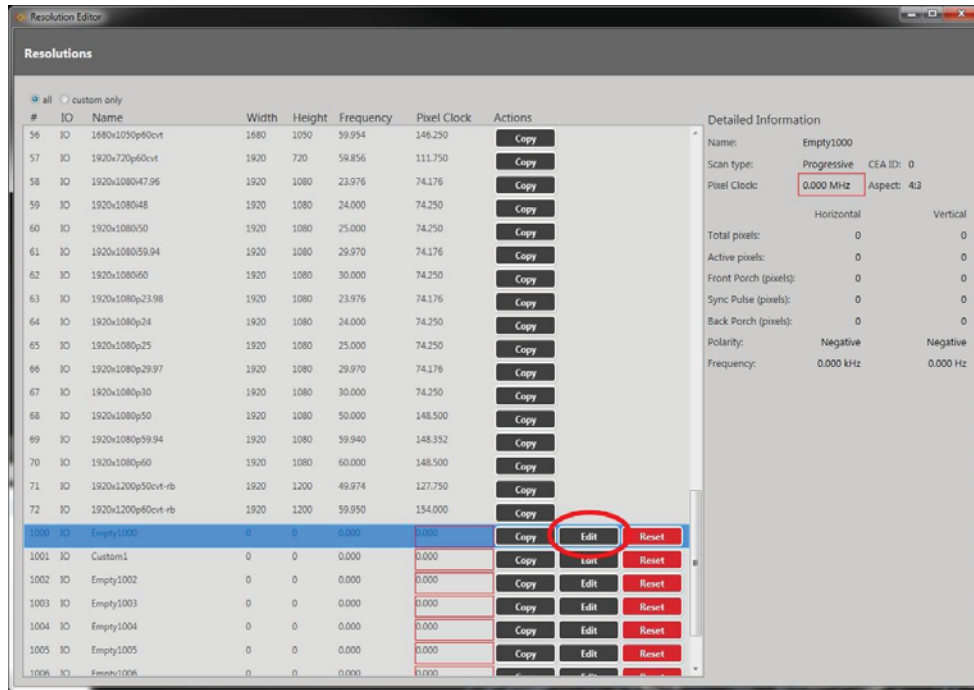 Resolution Editor
Resolutions
all custom only
# IO Name Width Height Frequency Pixel Clock Actions
56 IO 1680x1050p60cvt 1680 1050 59.954 146.250 Copy
57 IO 1920x720p60cvt 1920 720 59.856 111.750 Copy
58 IO 1920x1080i47.96 1920 1080 23.976 74.176 Copy
59 IO 1920x1080i48 1920 1080 24.000 74.250 Copy
60 IO 1920x1080i50 1920 1080 25.000 74.250 Copy
61 IO 1920x1080i59.94 1920 1080 29.970 74.176 Copy
62 IO 1920x1080i60 1920 1080 30.000 74.250 Copy
63 IO 1920x1080p23.98 1920 1080 23.976 74.176 Copy
64 IO 1920x1080p24 1920 1080 24.000 74.250 Copy
65 IO 1920x1080p25 1920 1080 25.000 74.250 Copy
66 IO 1920x1080p29.97 1920 1080 29.970 74.176 Copy
67 IO 1920x1080p30 1920 1080 30.000 74.250 Copy
68 IO 1920x1080p50 1920 1080 50.000 148.500 Copy
69 IO 1920x1080p59.94 1920 1080 59.940 148.352 Copy
70 IO 1920x1080p60 1920 1080 60.000 148.500 Copy
71 IO 1920x1200p50cvt-rb 1920 1200 49.974 127.750 Copy
72 IO 1920x1200p60cvt-rb 1920 1200 59.950 154.000 Copy
1000 IO Empty1000 0 0 0.000 0.000 Copy Edit Reset
1001 IO Custom1 0 0 0.000 0.000 Copy Edit Reset
1002 IO Empty1002 0 0 0.000 0.000 Copy Edit Reset
1003 IO Empty1003 0 0 0.000 0.000 Copy Edit Reset
1004 IO Empty1004 0 0 0.000 0.000 Copy Edit Reset
1005 IO Empty1005 0 0 0.000 0.000 Copy Edit Reset
1006 IO Empty1006 0 0 0.000 0.000 Copy Edit Reset
Detailed Information
Name: Empty1000
Scan type: Progressive CEA ID: 0
Pixel Clock: 0.000 MHz Aspect: 4:3
Horizontal Vertical
Total pixels: 0 0
Active pixels: 0 0
Front Porch (pixels): 0 0
Sync Pulse (pixels): 0 0
Back Porch (pixels): 0 0
Polarity: Negative Negative
Frequency: 0.000 kHz 0.000 Hz